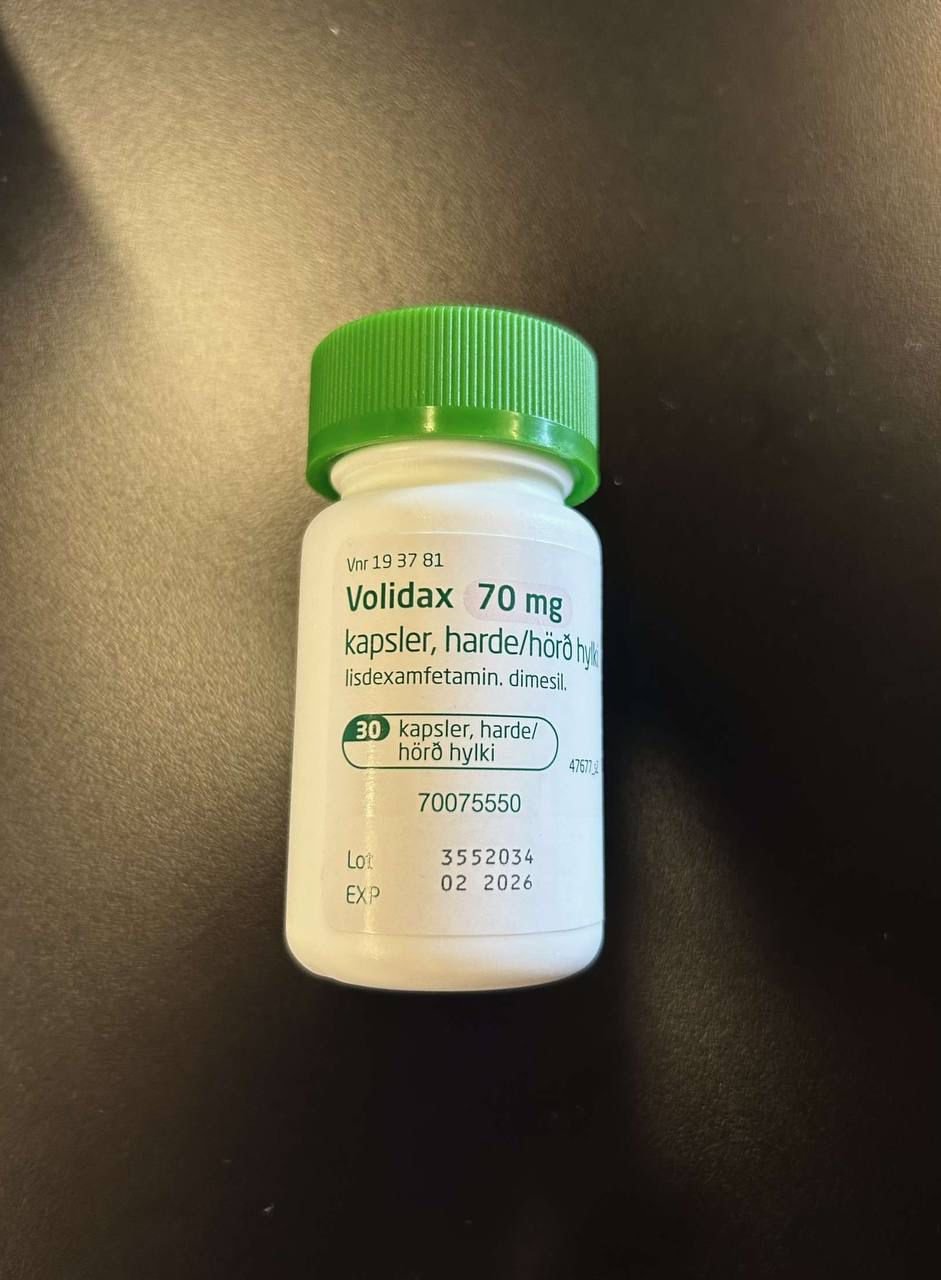 Vnr 19 37 81
Volidax 70 mg
kapsler, harde/hörð hylki
lisdexamfetamin. dimesil.
30 kapsler, harde/
hörð hylki
70075550
Lot 3552034
EXP 02 2026